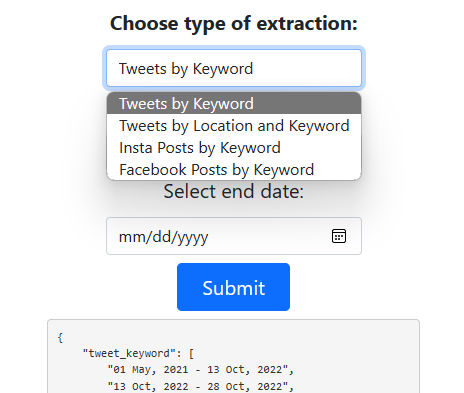 Choose type of extraction:
Tweets by Keyword
Tweets by Keyword
Tweets by Location and Keyword
Insta Posts by Keyword
Facebook Posts by Keyword
Select end date:
mm/dd/yyyy
Submit
{
    "tweet_keyword": [
        "01 May, 2021 - 13 Oct, 2022",
        "13 Oct, 2022 - 28 Oct, 2022",